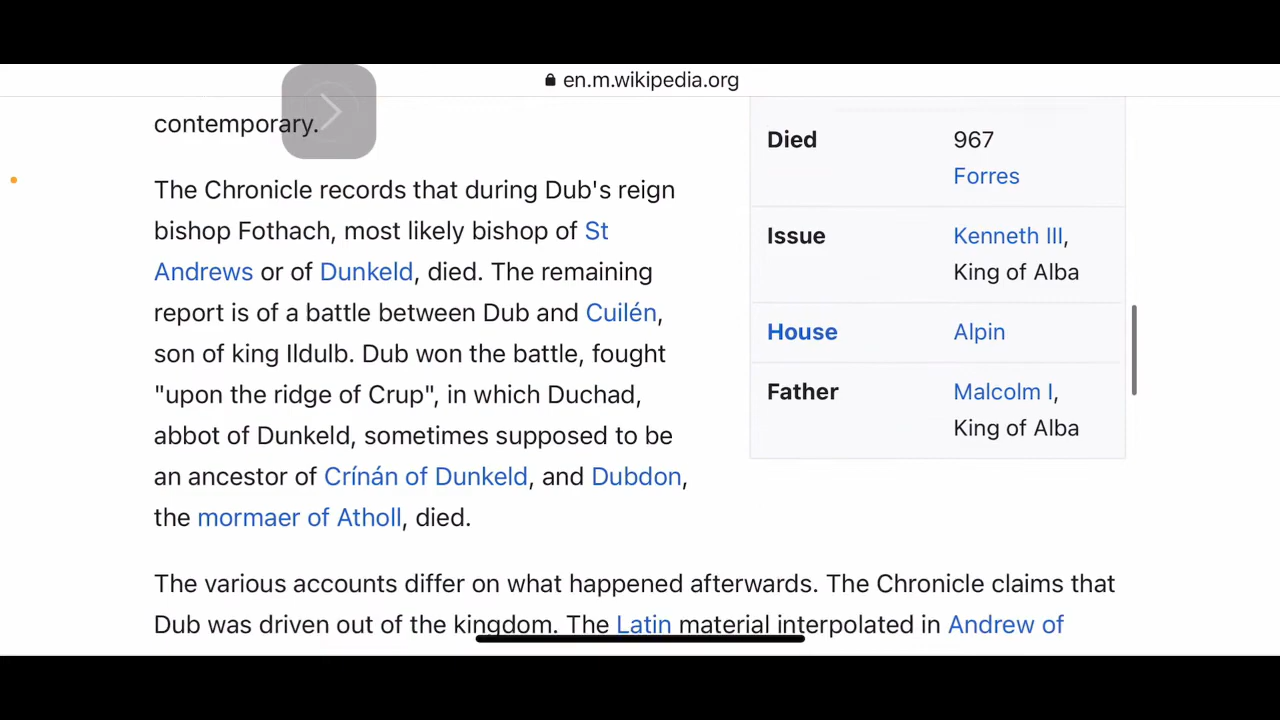 en.m.wikipedia.org
contemporary.
The Chronicle records that during Dub's reign
bishop Fothach, most likely bishop of St
Andrews or of Dunkeld, died. The remaining
report is of a battle between Dub and Cuilén,
son of king Ildulb. Dub won the battle, fought
"upon the ridge of Crup", in which Duchad,
abbot of Dunkeld, sometimes supposed to be
an ancestor of Crínán of Dunkeld, and Dubdon,
the mormaer of Atholl, died.
Died 967
Forres
Issue Kenneth III,
King of Alba
House Alpin
Father Malcolm I,
King of Alba
The various accounts differ on what happened afterwards. The Chronicle claims that
Dub was driven out of the kingdom. The Latin material interpolated in Andrew of